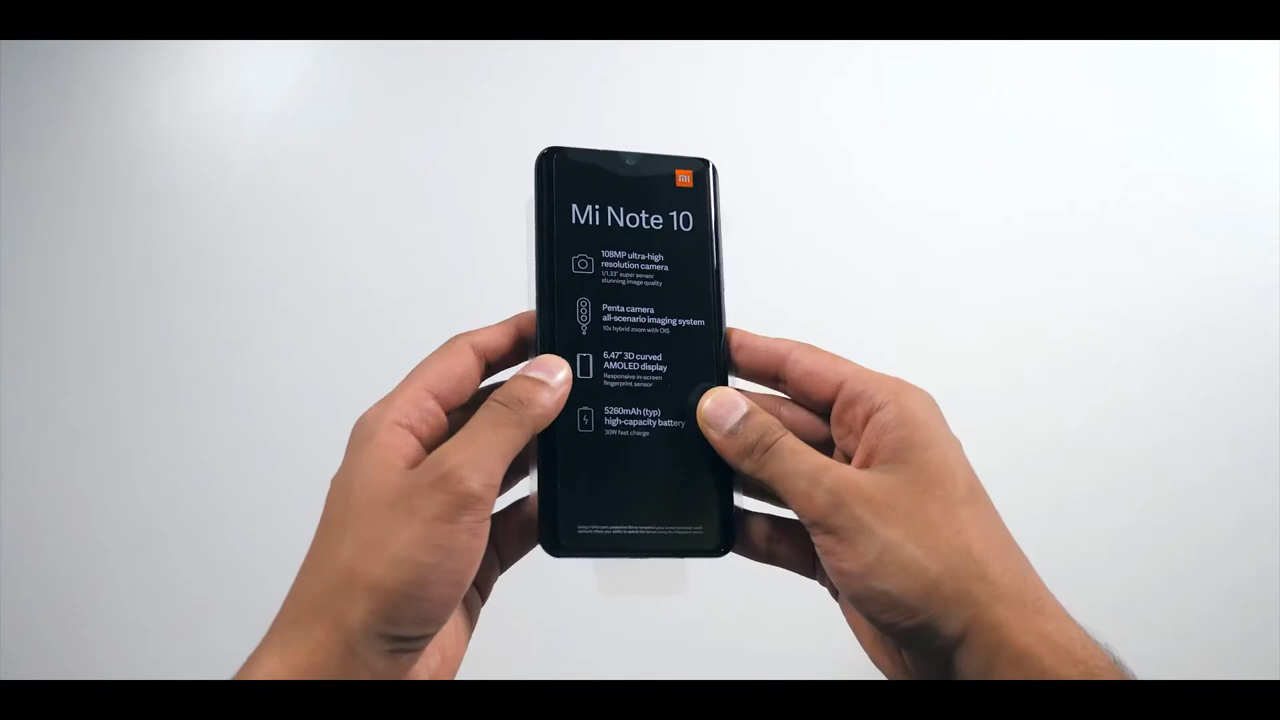 mi
Mi Note 10
108MP ultra-high
resolution camera
1/1.33" super sensor
stunning image quality
Penta camera
all-scenario imaging system
10x hybrid zoom with OIS
6.47" 3D curved
AMOLED display
Responsive in-screen
fingerprint sensor
5260mAh (typ)
high-capacity battery
30W fast charge